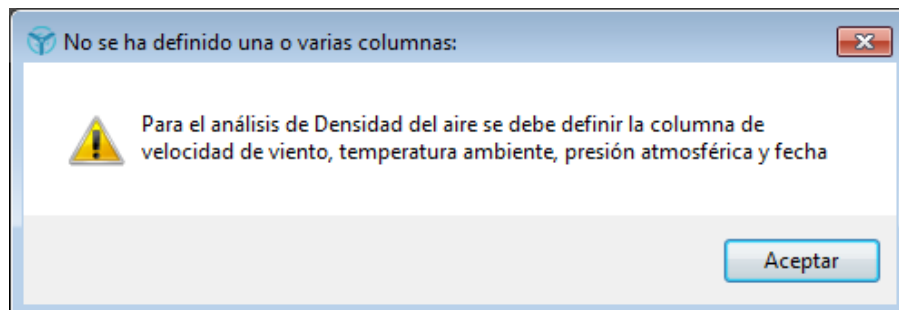 No se ha definido una o varias columnas:
Para el análisis de Densidad del aire se debe definir la columna de
velocidad de viento, temperatura ambiente, presión atmosférica y fecha
Aceptar